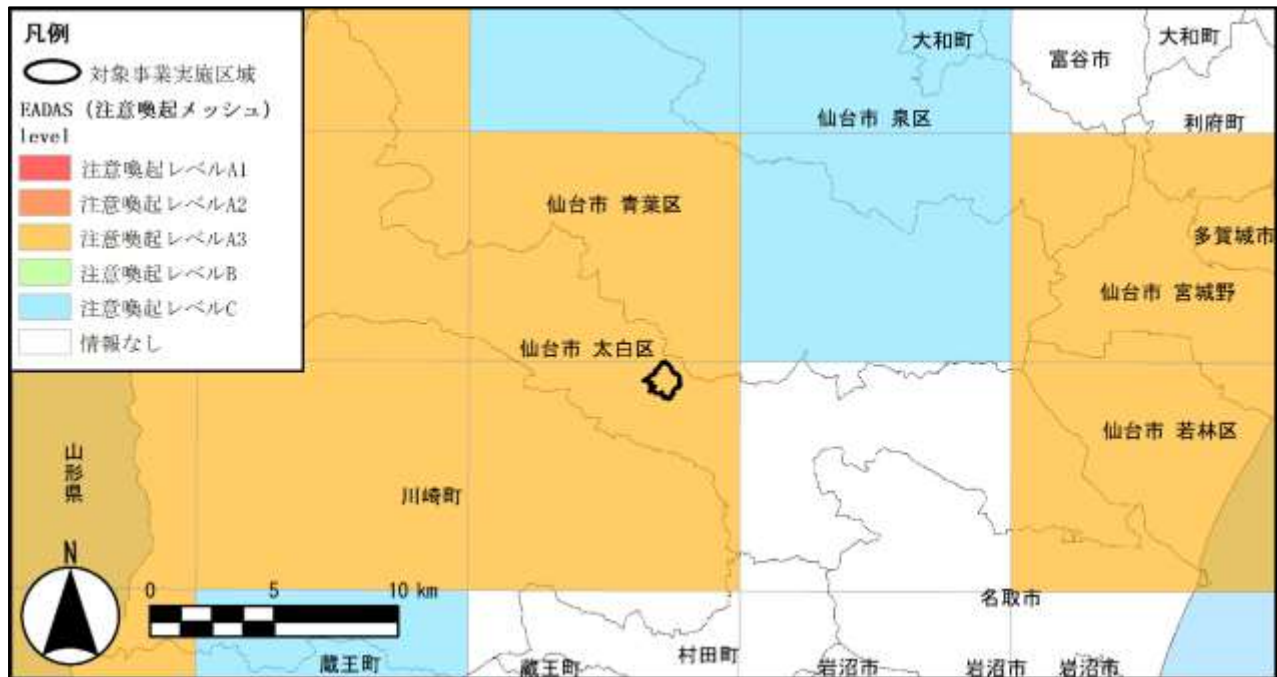 凡例
対象事業実施区域
EADAS (注意喚起メッシュ)
level
注意喚起レベルA1
注意喚起レベルA2
注意喚起レベルA3
注意喚起レベルB
注意喚起レベルC
情報なし
大和町
富谷市
大和町
仙台市 泉区
利府町
仙台市 青葉区
多賀城市
仙台市 宮城野
仙台市 太白区
仙台市 若林区
山形県
川崎町
N
0 5 10 km
名取市
蔵王町
蔵王町
村田町
岩沼市
岩沼市
岩沼市